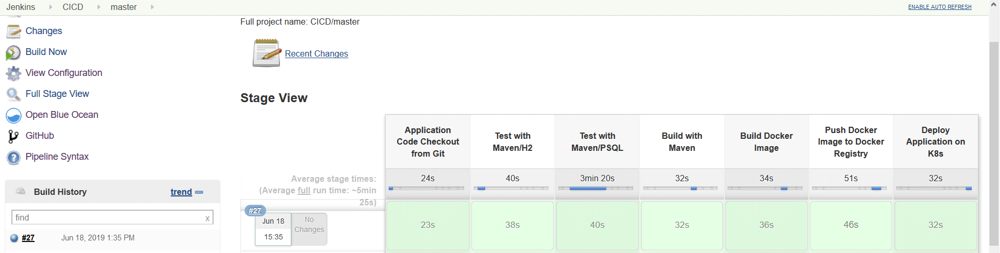 Jenkins CICD master ENABLE AUTO REFRESH
Changes
Build Now
View Configuration
Full Stage View
Open Blue Ocean
GitHub
Pipeline Syntax
Build History trend
find x
#27 Jun 18, 2019 1:35 PM
Full project name: CICD/master
Recent Changes
Stage View
Application
Code Checkout
from Git
Test with
Maven/H2
Test with
Maven/PSQL
Build with
Maven
Build Docker
Image
Push Docker
Image to Docker
Registry
Deploy
Application on
K8s
Average stage times:
(Average full run time: ~5min
25s)
24s 40s 3min 20s 32s 34s 51s 32s
#27
Jun 18
15:35
No
Changes
23s 38s 40s 32s 36s 46s 32s